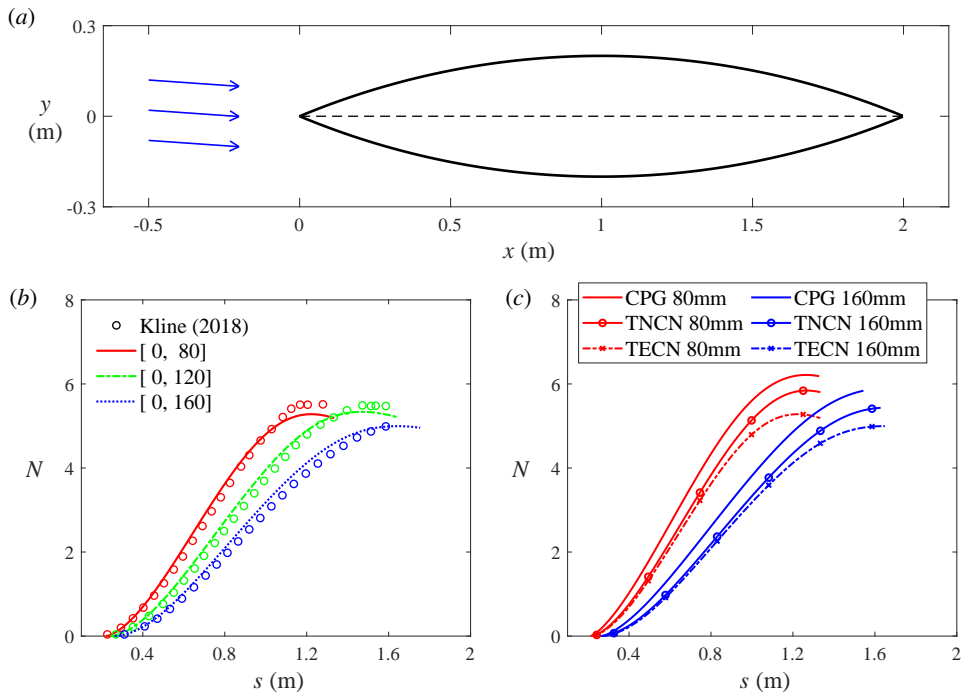 (a)
0.3
y
(m)
0
-0.3
-0.5
0
0.5
1
1.5
2
x (m)
(b)
8
6
N
4
2
0
0.4
0.8
1.2
1.6
2
s (m)
Kline (2018)
[ 0, 80]
[ 0, 120]
[ 0, 160]
(c)
8
6
N
4
2
0
0.4
0.8
1.2
1.6
2
s (m)
CPG 80mm
TNCN 80mm
TECN 80mm
CPG 160mm
TNCN 160mm
TECN 160mm